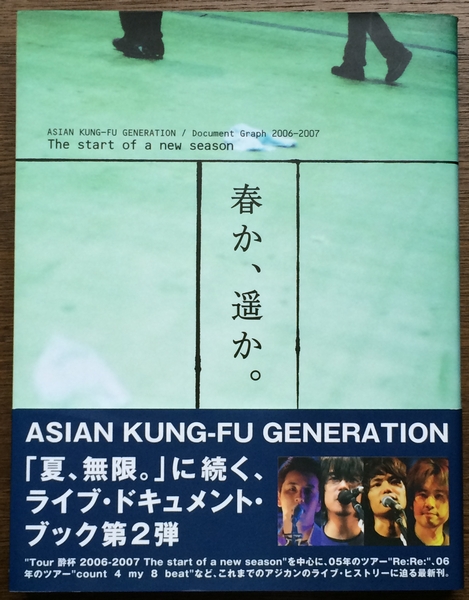 ASIAN KUNG-FU GENERATION / Document Graph 2006-2007
The start of a new season
春か、遥か。
ASIAN KUNG-FU GENERATION
「夏、無限。」に続く、
ライブ・ドキュメント・
ブック第2弾
"Tour 酔杯 2006-2007 The start of a new season"を中心に、05年のツアー"Re:Re:"、06
年のツアー"count 4 my 8 beat"など、これまでのアジカンのライブ・ヒストリーに迫る最新刊。